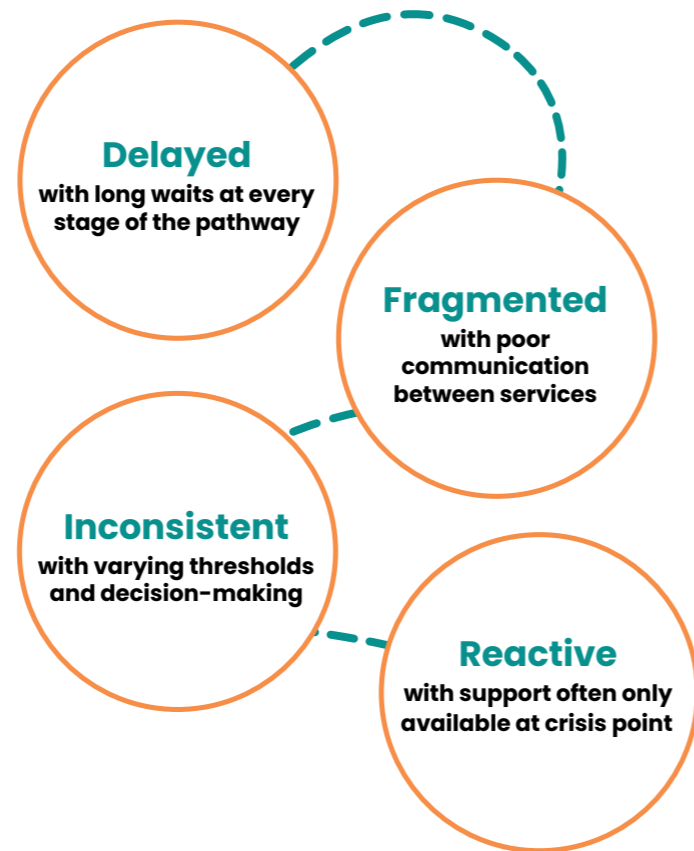 Delayed
with long waits at every
stage of the pathway
Fragmented
with poor
communication
between services
Inconsistent
with varying thresholds
and decision-making
Reactive
with support often only
available at crisis point